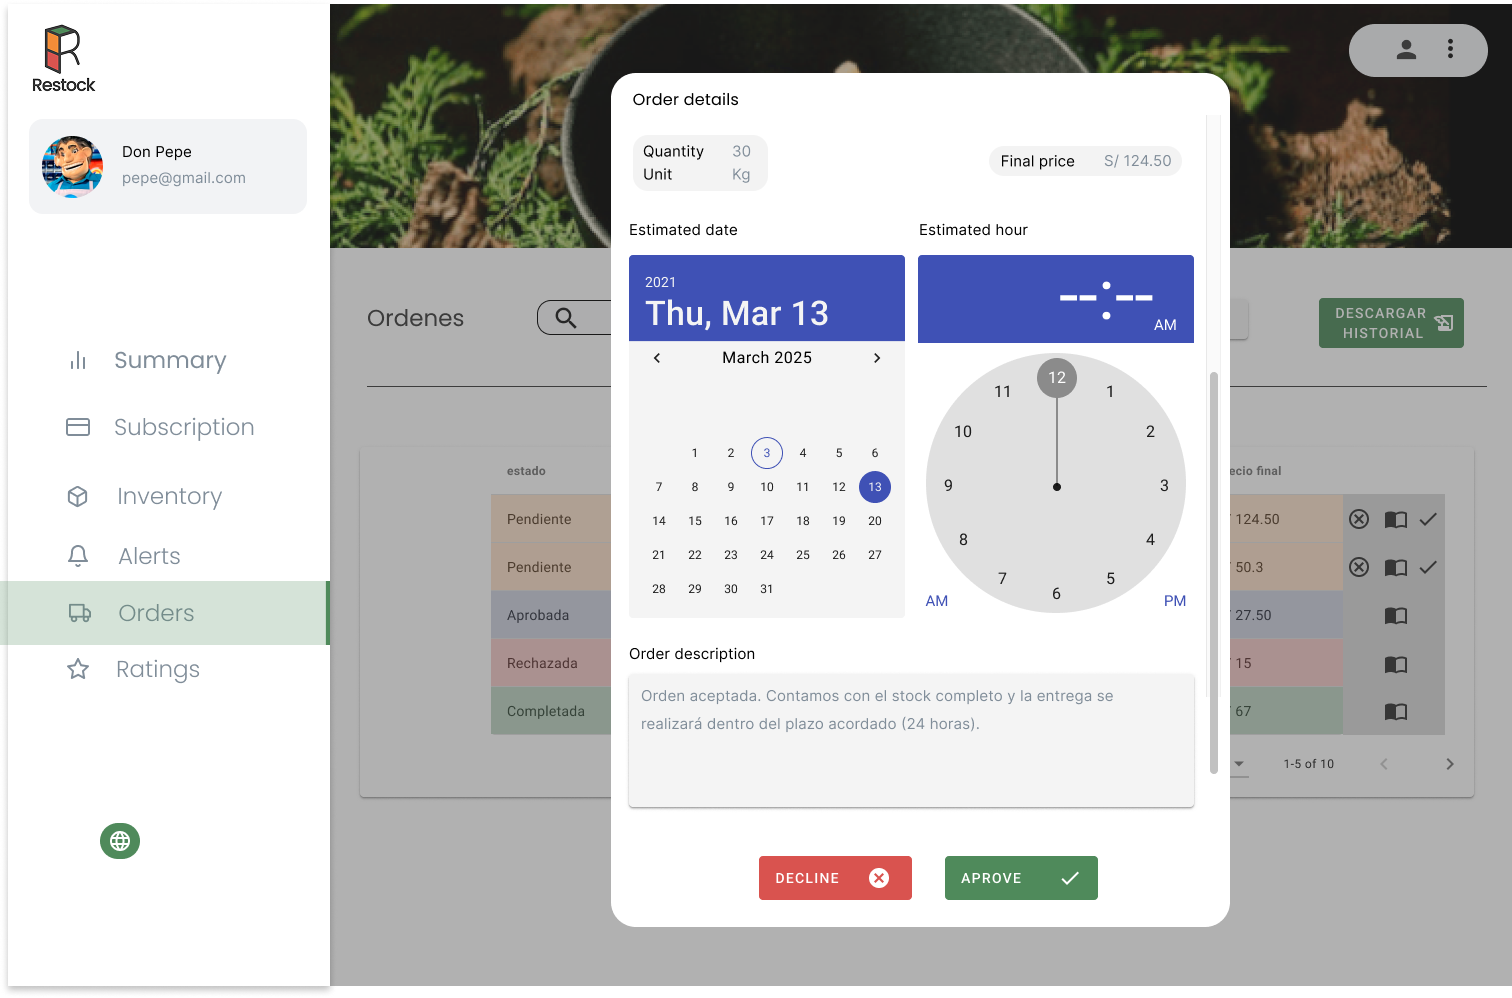 Restock
Don Pepe
pepe@gmail.com
Summary
Subscription
Inventory
Alerts
Orders
Ratings
Ordenes
DESCARGAR
HISTORIAL
estado
Pendiente
Pendiente
Aprobada
Rechazada
Completada
ecio final
124.50
50.3
27.50
15
67
1-5 of 10
Order details
Quantity 30
Unit Kg
Final price S/ 124.50
Estimated date
2021
Thu, Mar 13
March 2025
1 2 3 4 5 6
7 8 9 10 11 12 13
14 15 16 17 18 19 20
21 22 23 24 25 26 27
28 29 30 31
Estimated hour
--:--
AM
12
11 1
10 2
9 3
8 4
7 5
6
AM PM
Order description
Orden aceptada. Contamos con el stock completo y la entrega se
realizará dentro del plazo acordado (24 horas).
DECLINE
APROVE